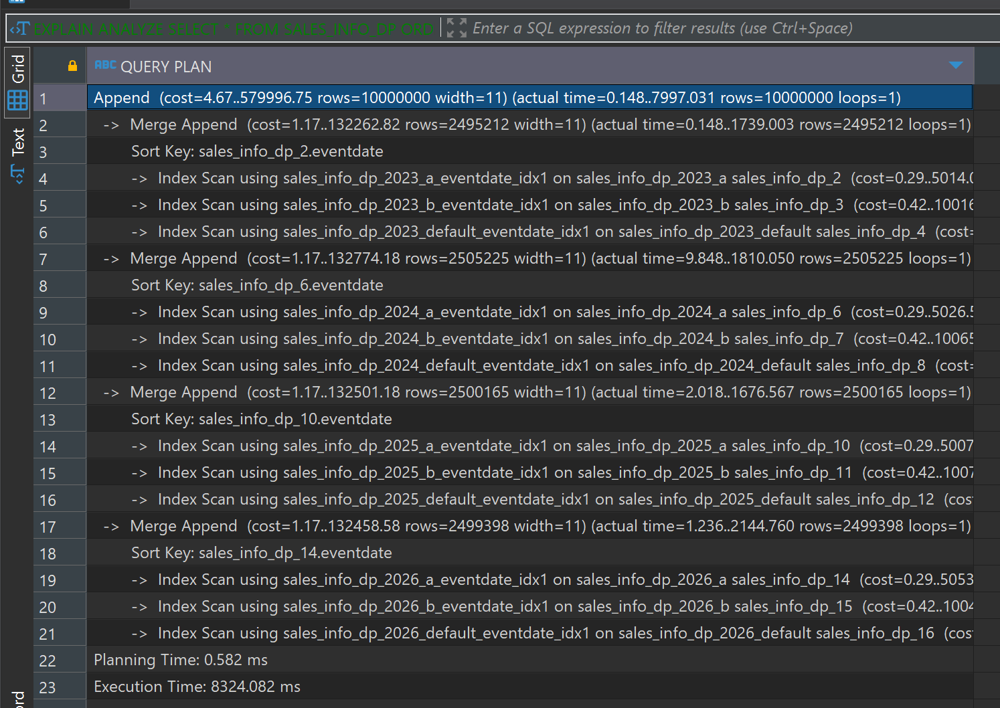 EXPLAIN ANALYZE SELECT * FROM SALES_INFO_DP ORD
Enter a SQL expression to filter results (use Ctrl+Space)
Grid
Text
ABC QUERY PLAN
1 Append (cost=4.67..579996.75 rows=10000000 width=11) (actual time=0.148..7997.031 rows=10000000 loops=1)
2 -> Merge Append (cost=1.17..132262.82 rows=2495212 width=11) (actual time=0.148..1739.003 rows=2495212 loops=1)
3 Sort Key: sales_info_dp_2.eventdate
4 -> Index Scan using sales_info_dp_2023_a_eventdate_idx1 on sales_info_dp_2023_a sales_info_dp_2 (cost=0.29..5014.0
5 -> Index Scan using sales_info_dp_2023_b_eventdate_idx1 on sales_info_dp_2023_b sales_info_dp_3 (cost=0.42..10016
6 -> Index Scan using sales_info_dp_2023_default_eventdate_idx1 on sales_info_dp_2023_default sales_info_dp_4 (cost=
7 -> Merge Append (cost=1.17..132774.18 rows=2505225 width=11) (actual time=9.848..1810.050 rows=2505225 loops=1)
8 Sort Key: sales_info_dp_6.eventdate
9 -> Index Scan using sales_info_dp_2024_a_eventdate_idx1 on sales_info_dp_2024_a sales_info_dp_6 (cost=0.29..5026.5
10 -> Index Scan using sales_info_dp_2024_b_eventdate_idx1 on sales_info_dp_2024_b sales_info_dp_7 (cost=0.42..10065
11 -> Index Scan using sales_info_dp_2024_default_eventdate_idx1 on sales_info_dp_2024_default sales_info_dp_8 (cost=
12 -> Merge Append (cost=1.17..132501.18 rows=2500165 width=11) (actual time=2.018..1676.567 rows=2500165 loops=1)
13 Sort Key: sales_info_dp_10.eventdate
14 -> Index Scan using sales_info_dp_2025_a_eventdate_idx1 on sales_info_dp_2025_a sales_info_dp_10 (cost=0.29..5007
15 -> Index Scan using sales_info_dp_2025_b_eventdate_idx1 on sales_info_dp_2025_b sales_info_dp_11 (cost=0.42..1007
16 -> Index Scan using sales_info_dp_2025_default_eventdate_idx1 on sales_info_dp_2025_default sales_info_dp_12 (cos
17 -> Merge Append (cost=1.17..132458.58 rows=2499398 width=11) (actual time=1.236..2144.760 rows=2499398 loops=1)
18 Sort Key: sales_info_dp_14.eventdate
19 -> Index Scan using sales_info_dp_2026_a_eventdate_idx1 on sales_info_dp_2026_a sales_info_dp_14 (cost=0.29..5053
20 -> Index Scan using sales_info_dp_2026_b_eventdate_idx1 on sales_info_dp_2026_b sales_info_dp_15 (cost=0.42..1004
21 -> Index Scan using sales_info_dp_2026_default_eventdate_idx1 on sales_info_dp_2026_default sales_info_dp_16 (cos
22 Planning Time: 0.582 ms
23 Execution Time: 8324.082 ms
ord